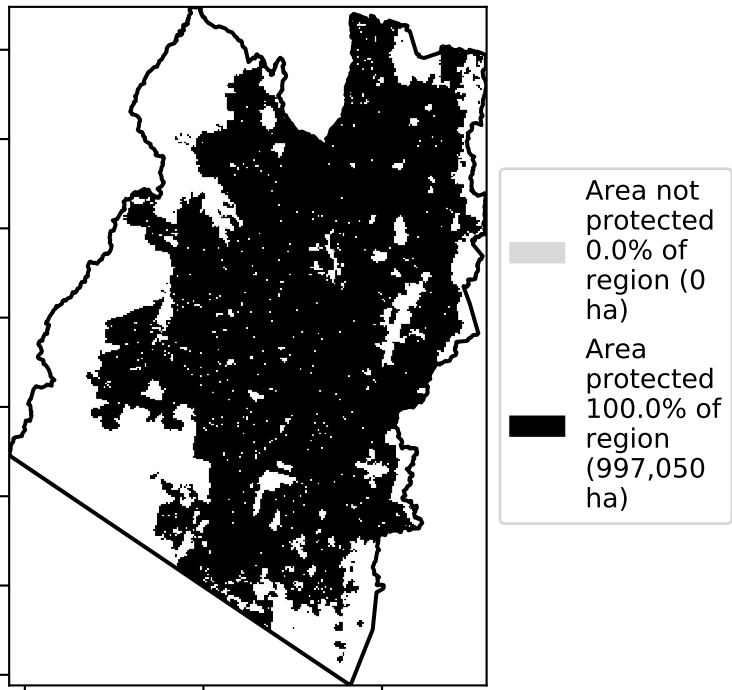 Area not
protected
0.0% of
region (0
ha)
Area
protected
100.0% of
region
(997,050
ha)